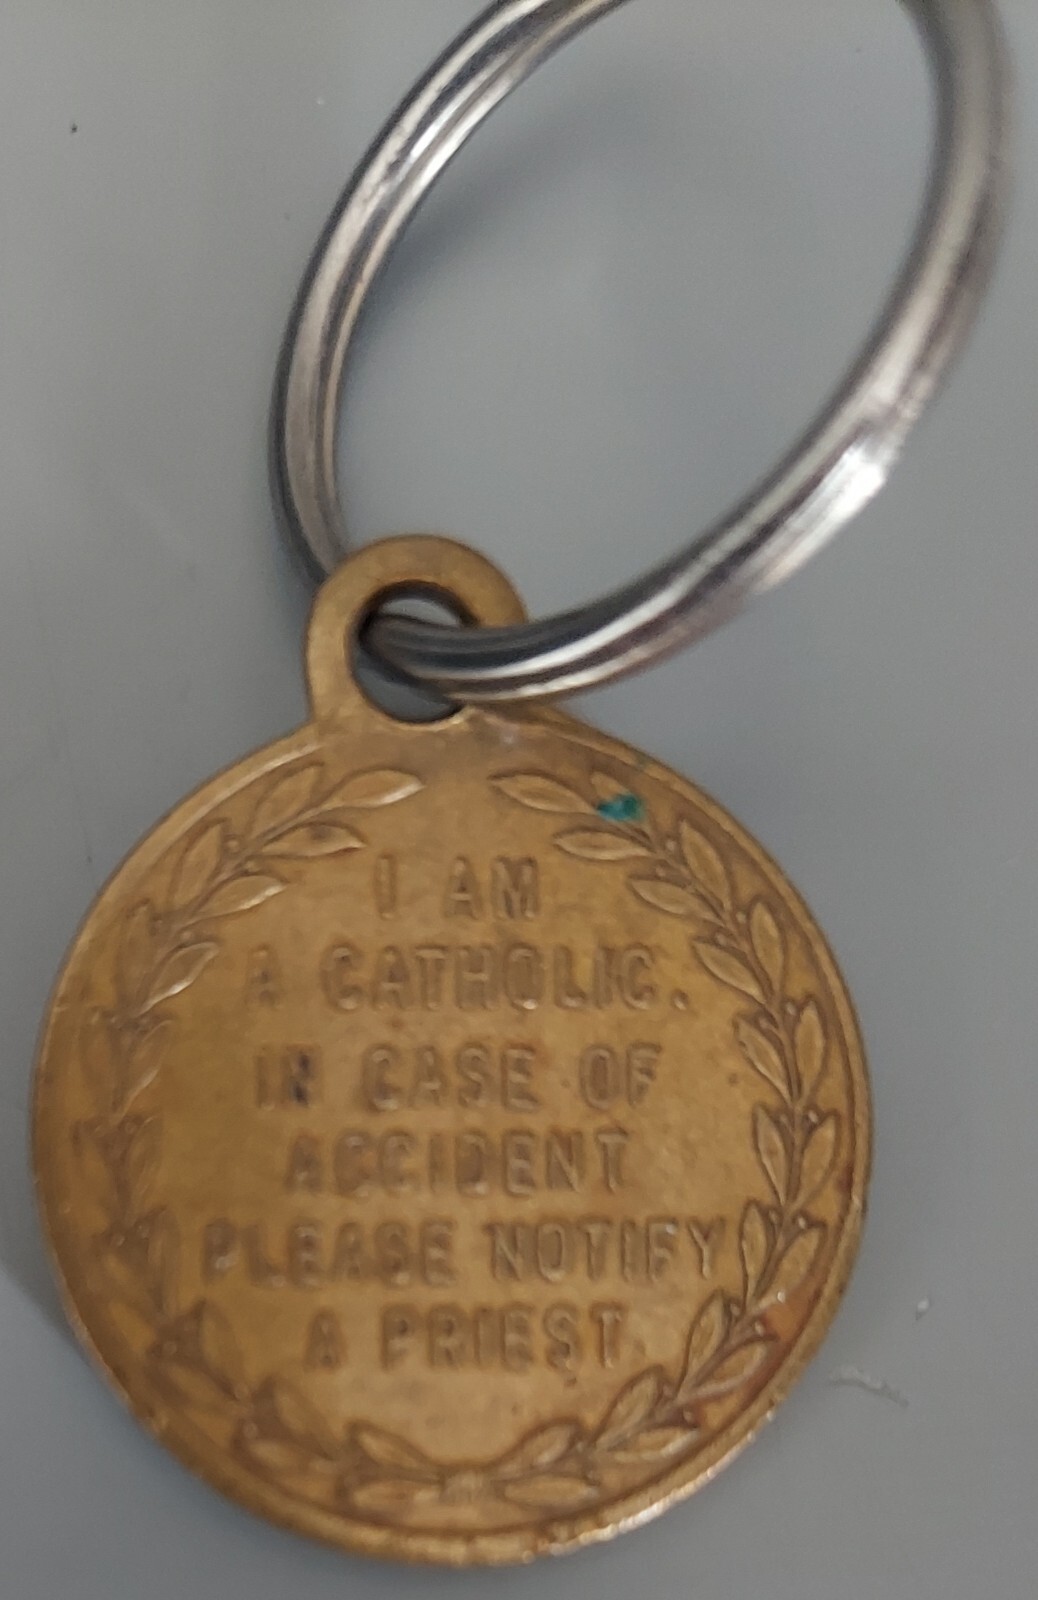 I AM
A CATHOLIC.
IN CASE OF
ACCIDENT
PLEASE NOTIFY
A PRIEST.